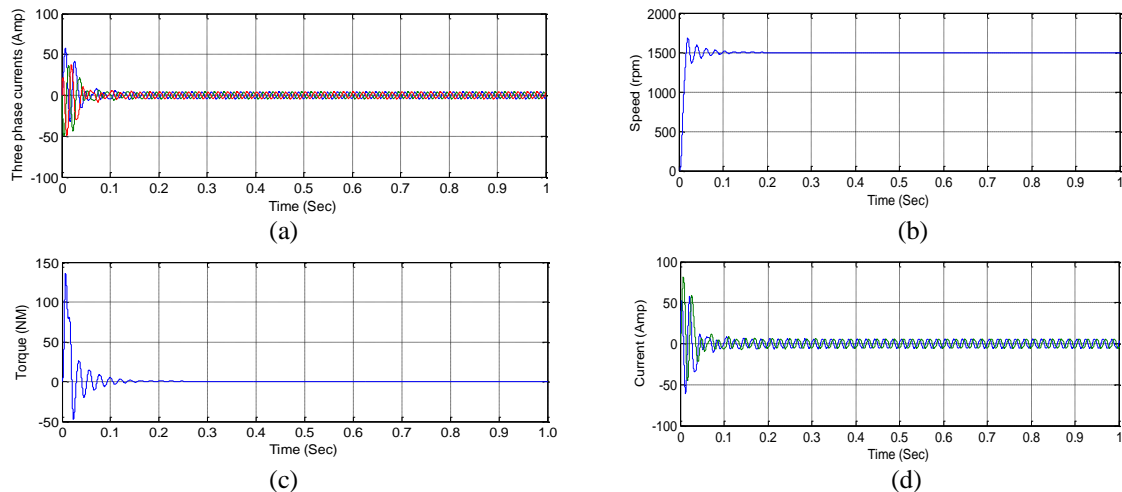 Three phase currents (Amp)
100
50
0
-50
-100
0 0.1 0.2 0.3 0.4 0.5 0.6 0.7 0.8 0.9 1
Time (Sec)
(a)
Speed (rpm)
2000
1500
1000
500
0
0 0.1 0.2 0.3 0.4 0.5 0.6 0.7 0.8 0.9 1
Time (Sec)
(b)
Torque (NM)
150
100
50
0
-50
0 0.1 0.2 0.3 0.4 0.5 0.6 0.7 0.8 0.9 1.0
Time (Sec)
(c)
Current (Amp)
100
50
0
-50
-100
0 0.1 0.2 0.3 0.4 0.5 0.6 0.7 0.8 0.9 1
Time (Sec)
(d)